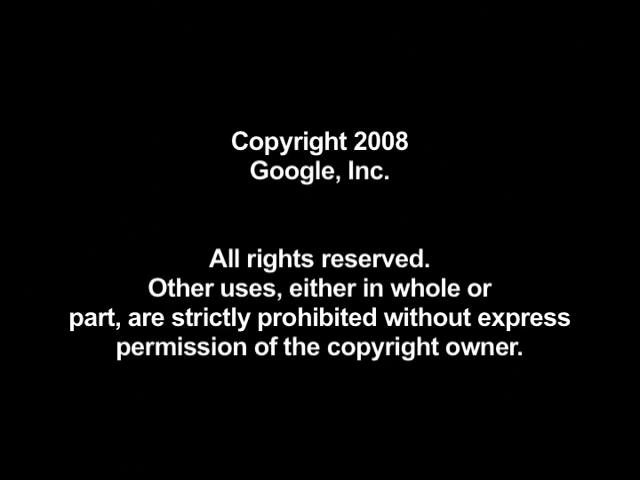 Copyright 2008
Google, Inc.
All rights reserved.
Other uses, either in whole or
part, are strictly prohibited without express
permission of the copyright owner.